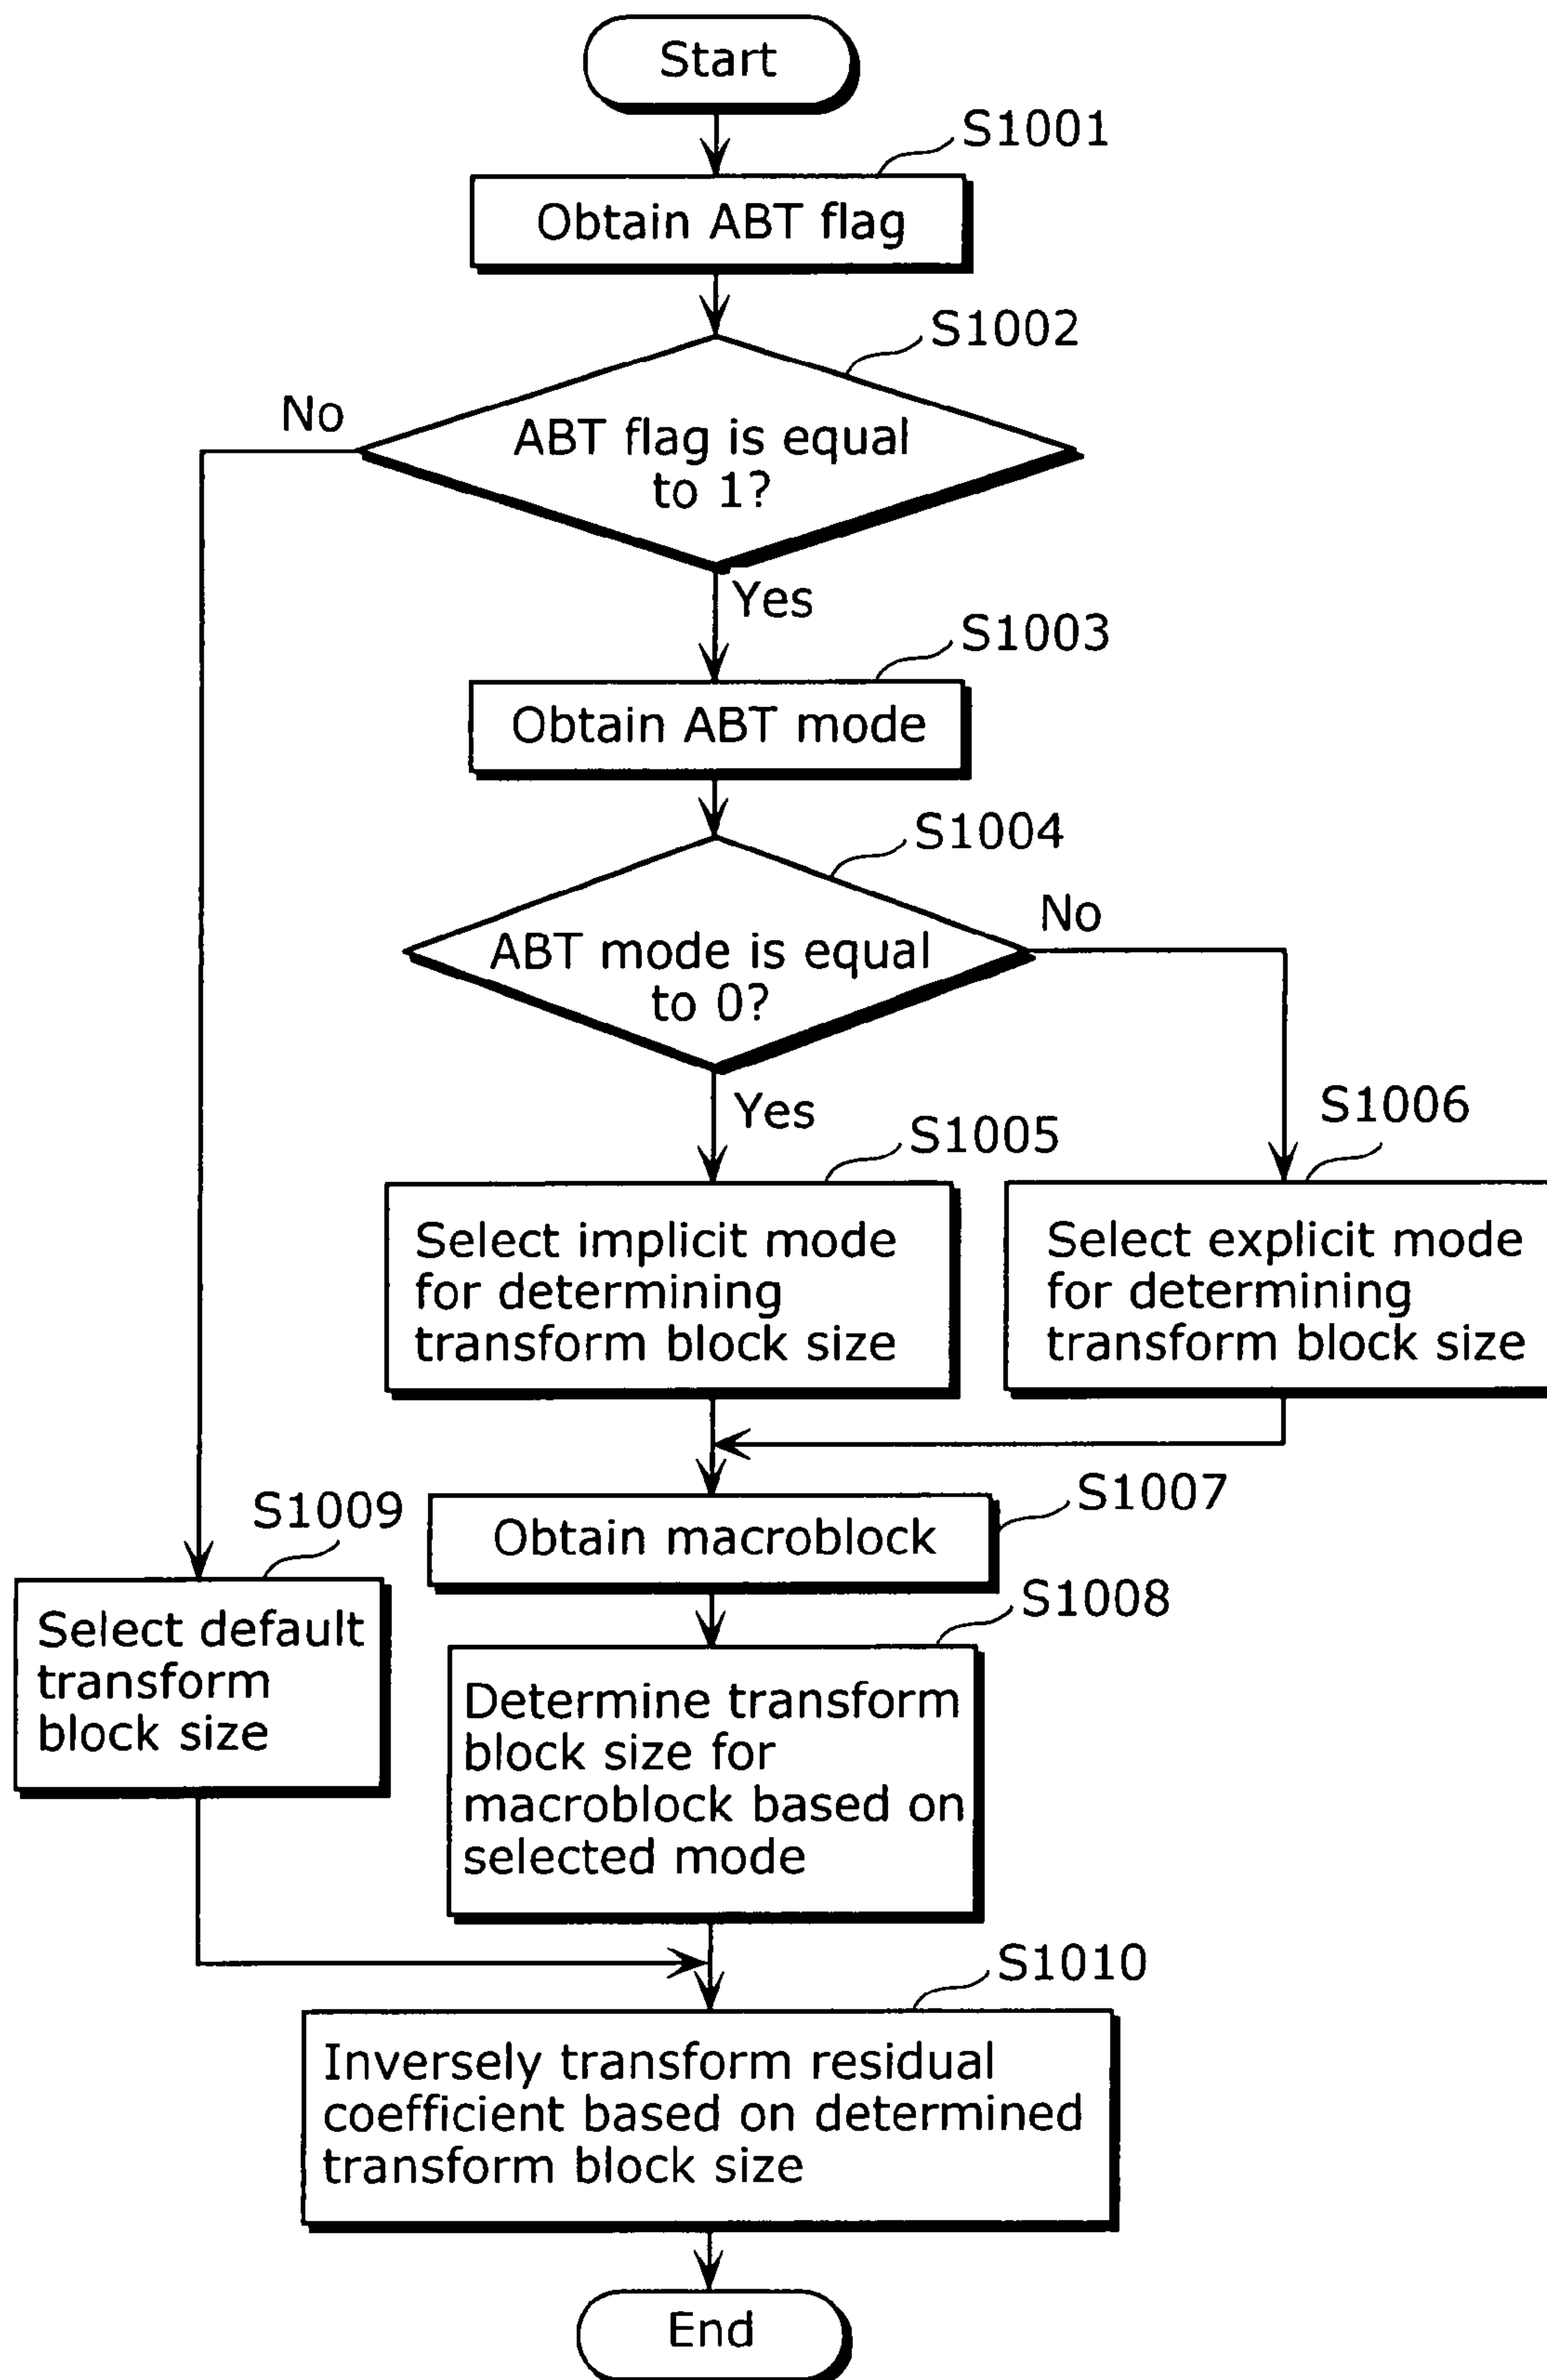 Start
S1001
Obtain ABT flag
S1002
No
ABT flag is equal
to 1?
Yes
S1003
Obtain ABT mode
S1004
No
ABT mode is equal
to 0?
Yes
S1005
S1006
Select implicit mode
for determining
transform block size
Select explicit mode
for determining
transform block size
S1007
Obtain macroblock
S1009
Select default
transform
block size
S1008
Determine transform
block size for
macroblock based on
selected mode
S1010
Inversely transform residual
coefficient based on determined
transform block size
End